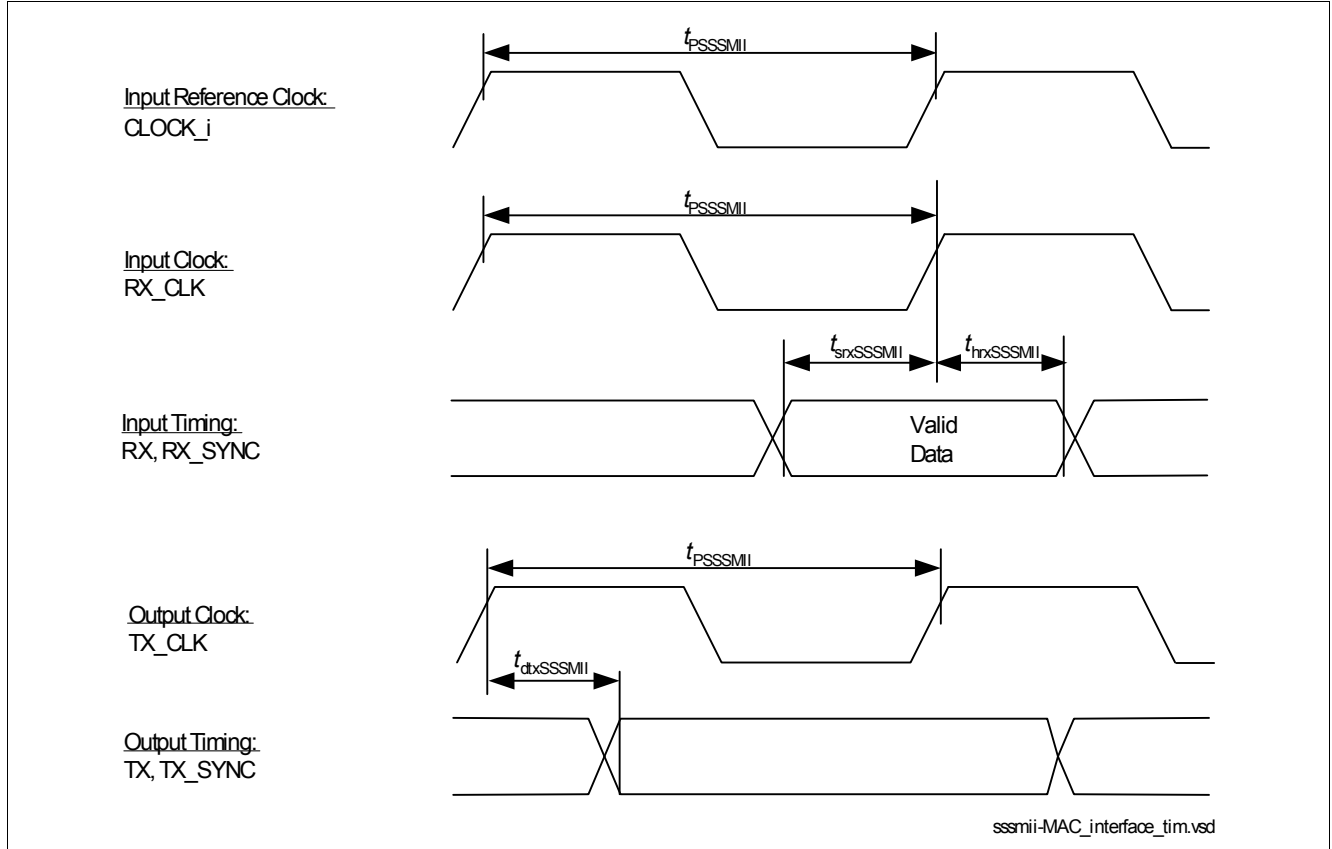 tPSSSMII
Input Reference Clock:
CLOCK_i
tPSSSMII
Input Clock:
RX_CLK
tsrxSSSMII
thrxSSSMII
Input Timing:
RX, RX_SYNC
Valid
Data
tPSSSMII
Output Clock:
TX_CLK
tdtxSSSMII
Output Timing:
TX, TX_SYNC
sssmii-MAC_interface_tim.vsd